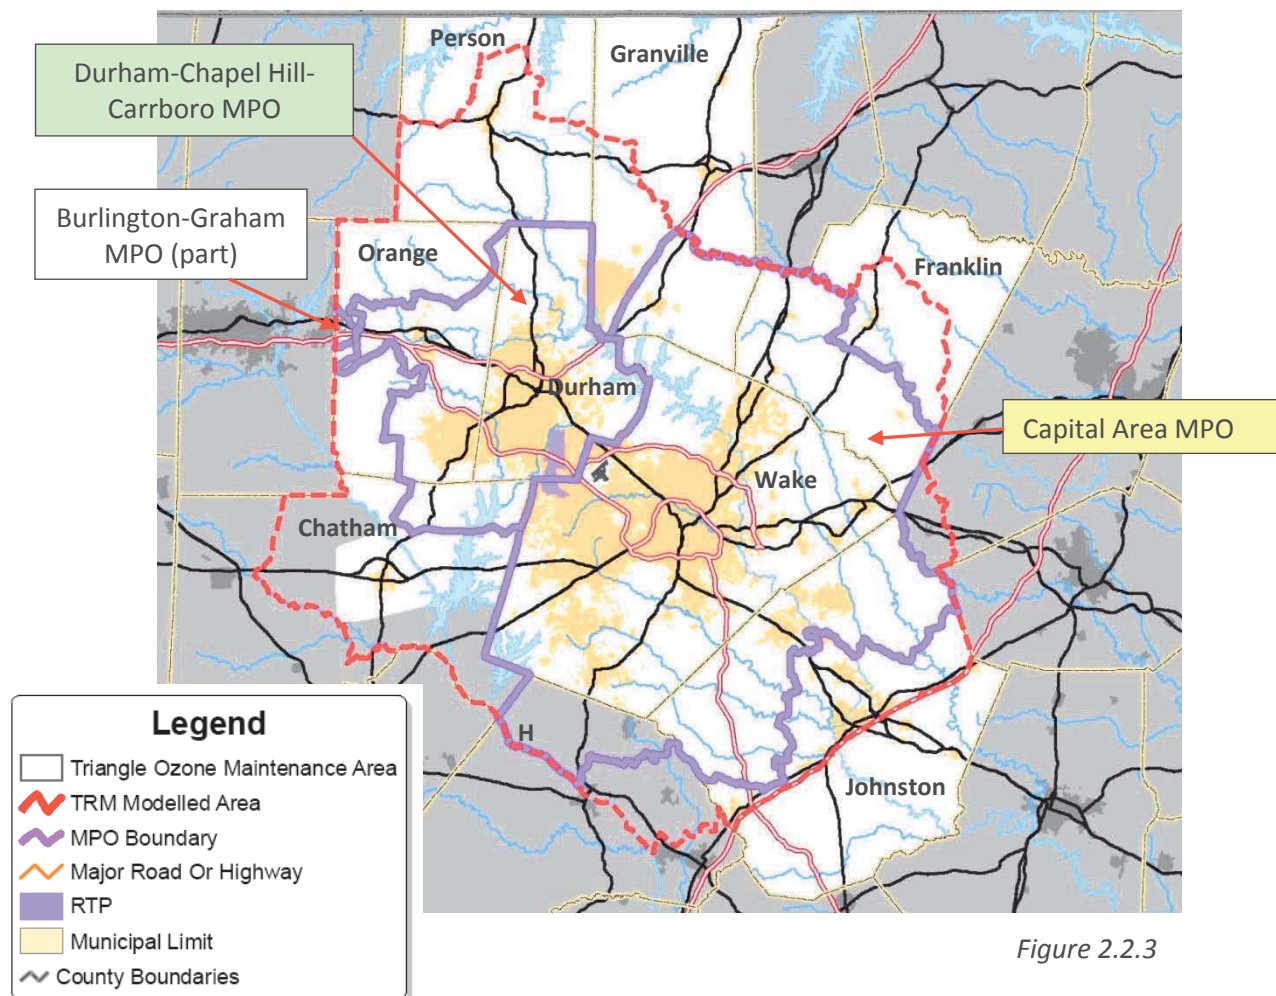 Person
Granville
Durham-Chapel Hill-
Carrboro MPO
Burlington-Graham
MPO (part)
Orange
Franklin
Durham
Capital Area MPO
Wake
Chatham
H
Johnston
Legend
Triangle Ozone Maintenance Area
TRM Modelled Area
MPO Boundary
Major Road Or Highway
RTP
Municipal Limit
County Boundaries
Figure 2.2.3